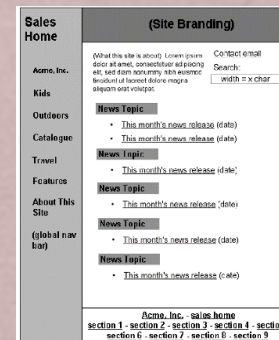 Sales
Home
(Site Branding)
(What this site is about) Lorem ipsum
dolor sit amet, consectetuer adipiscing
elit, sed diam nonummy nibh euismod
tincidunt ut laoreet dolore magna
aliquam erat volutpat.
Contact email
Search:
width = x char
Acme, Inc.
Kids
Outdoors
Catalogue
Travel
Features
About This
Site
(global nav
bar)
News Topic
• This month's news release (date)
News Topic
• This month's news release (date)
News Topic
• This month's news release (date)
News Topic
• This month's news release (date)
News Topic
• This month's news release (date)
Acme, Inc. - sales home
section 1 - section 2 - section 3 - section 4 - sectio
section 6 - section 7 - section 8 - section 9